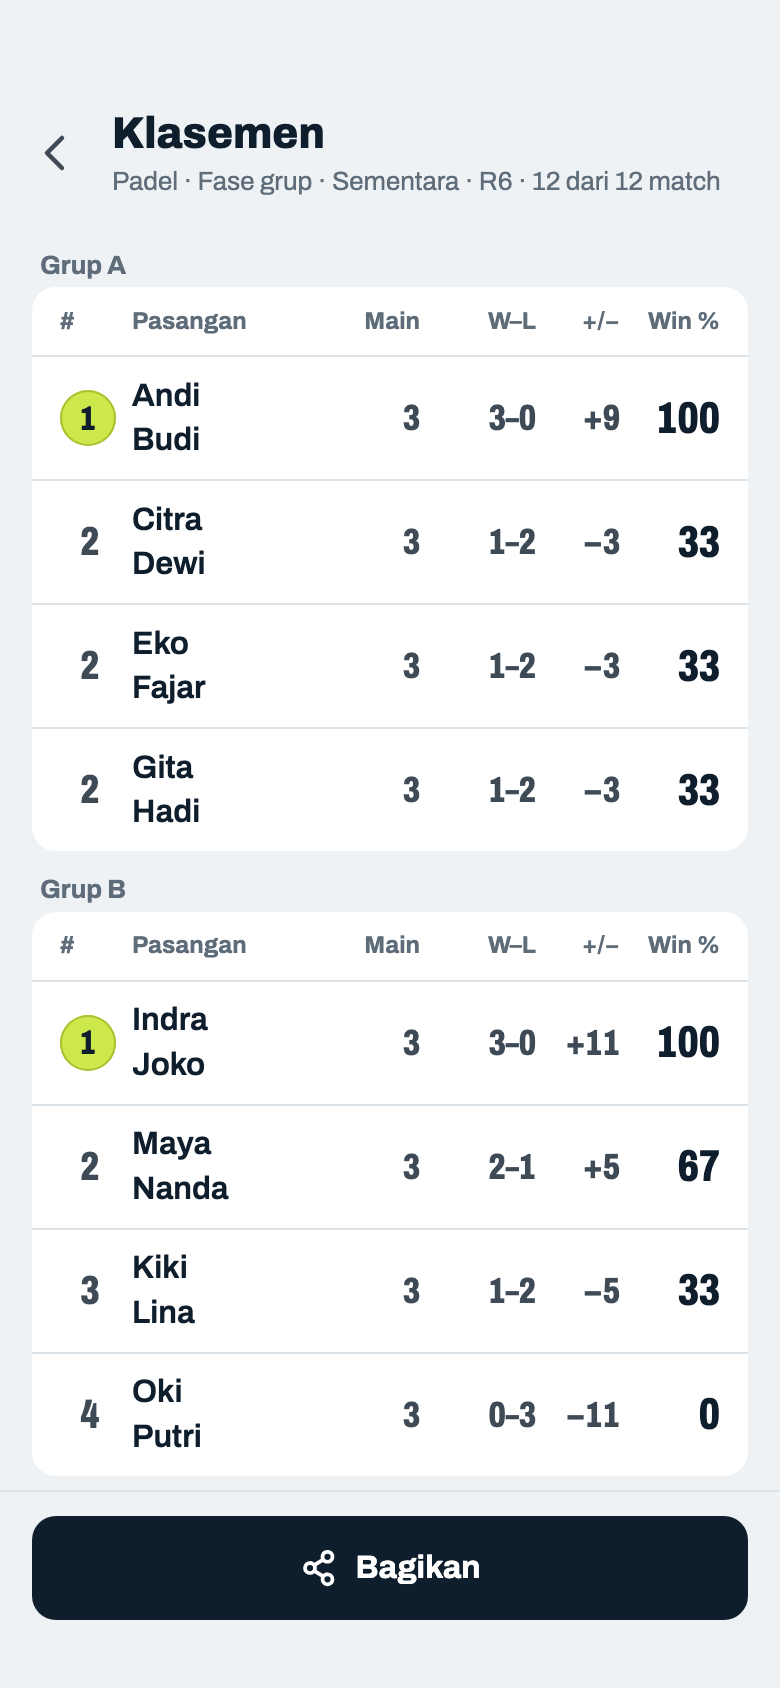 Klasemen
Padel · Fase grup · Sementara · R6 · 12 dari 12 match
Grup A
# Pasangan Main W–L +/– Win %
1 Andi Budi 3 3–0 +9 100
2 Citra Dewi 3 1–2 –3 33
2 Eko Fajar 3 1–2 –3 33
2 Gita Hadi 3 1–2 –3 33
Grup B
# Pasangan Main W–L +/– Win %
1 Indra Joko 3 3–0 +11 100
2 Maya Nanda 3 2–1 +5 67
3 Kiki Lina 3 1–2 –5 33
4 Oki Putri 3 0–3 –11 0
Bagikan